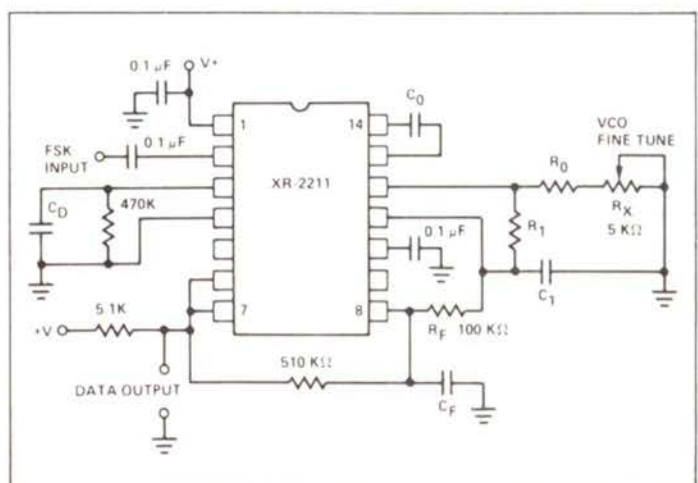 0.1 µF
V+
C0
0.1 µF
1
14
VCO
FINE TUNE
FSK
INPUT
XR-2211
R0
CD
470K
RX
5 KΩ
0.1 µF
R1
C1
5.1K
7
8
+V
RF
100 KΩ
510 KΩ
DATA OUTPUT
CF